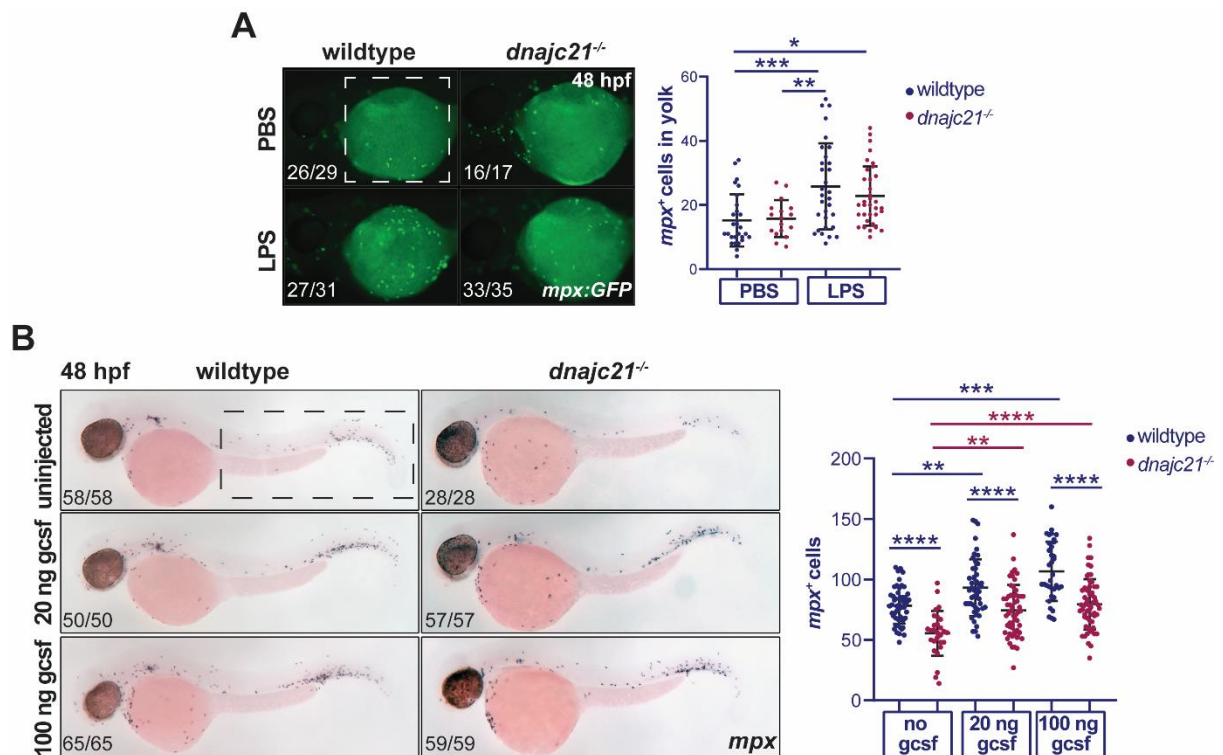 A
wildtype
dnajc21-/-
48 hpf
PBS
26/29
16/17
LPS
27/31
33/35
mpx:GFP
mpx+ cells in yolk
60
40
20
0
*
***
**
PBS
LPS
wildtype
dnajc21-/-
B
48 hpf
wildtype
dnajc21-/-
uninjected
58/58
28/28
20 ng gcsf
50/50
57/57
100 ng gcsf
65/65
59/59
mpx
mpx+ cells
200
150
100
50
0
***
****
**
**
****
****
****
wildtype
dnajc21-/-
no
gcsf
20 ng
gcsf
100 ng
gcsf